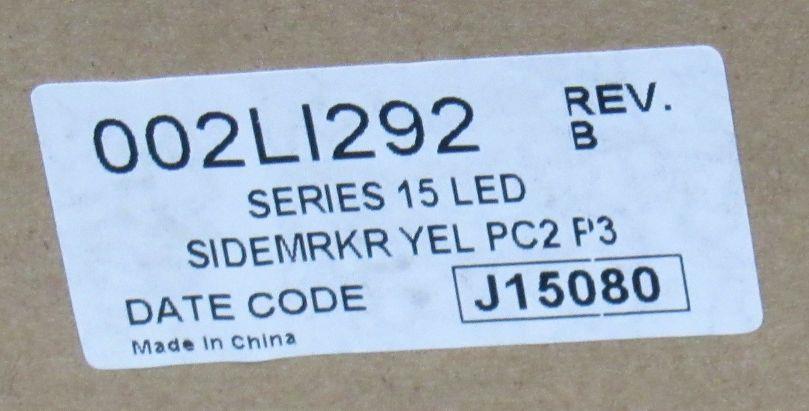 002LI292 REV. B
SERIES 15 LED
SIDEMRKR YEL PC2 P3
DATE CODE J15080
Made In China